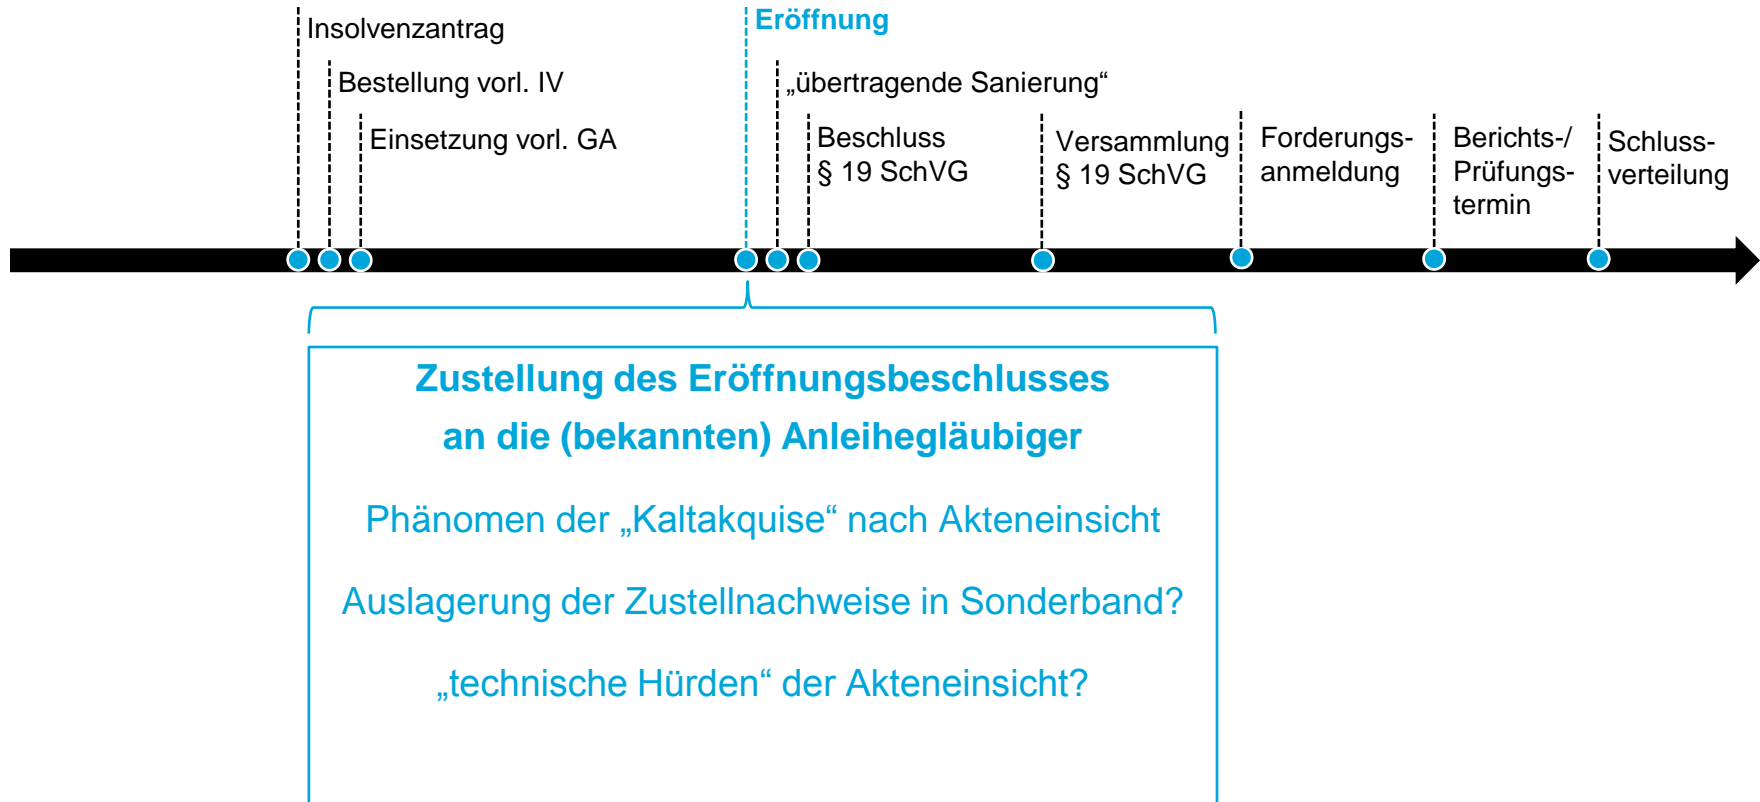 Insolvenzantrag
Bestellung vorl. IV
Einsetzung vorl. GA
Eröffnung
„übertragende Sanierung“
Beschluss
§ 19 SchVG
Versammlung
§ 19 SchVG
Forderungs-
anmeldung
Berichts-/
Prüfungs-
termin
Schluss-
verteilung
Zustellung des Eröffnungsbeschlusses
an die (bekannten) Anleihegläubiger
Phänomen der „Kaltakquise“ nach Akteneinsicht
Auslagerung der Zustellnachweise in Sonderband?
„technische Hürden“ der Akteneinsicht?